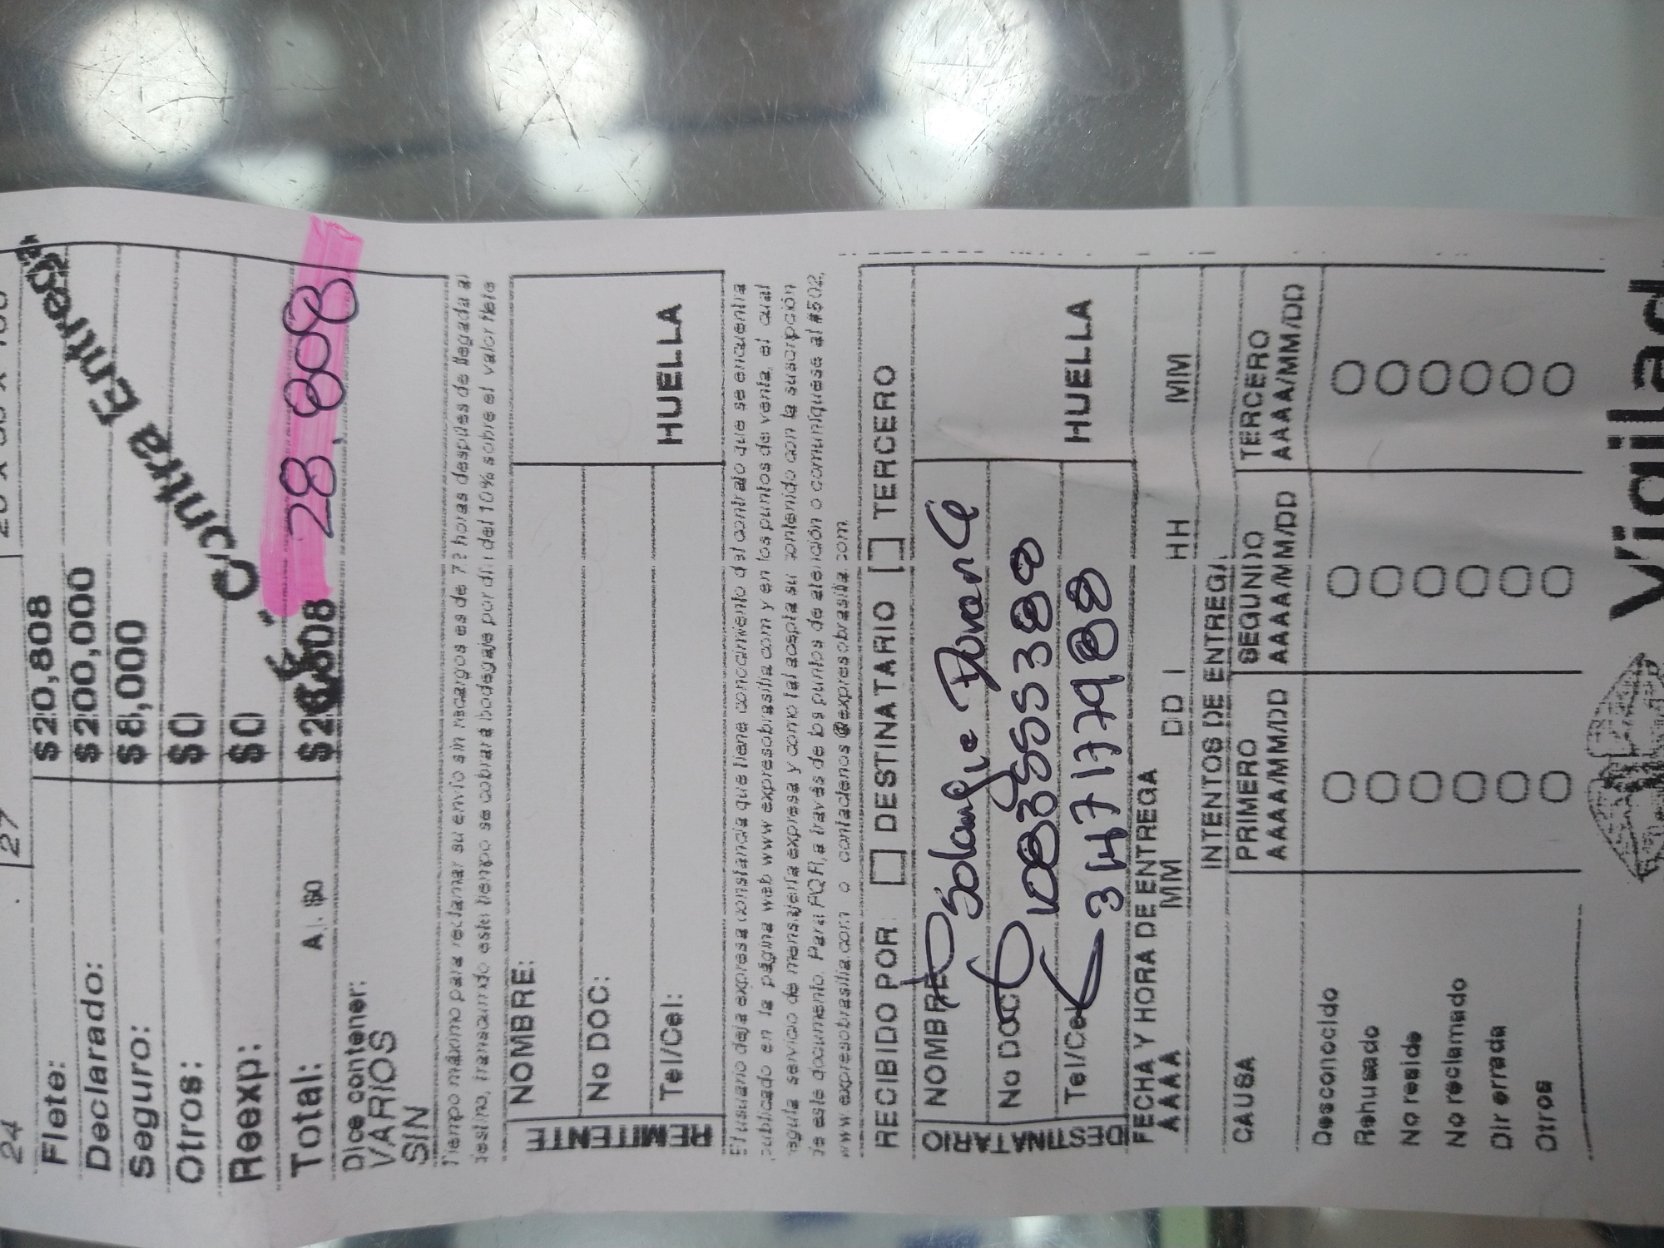 24 27
Flete: $20,808
Declarado: $200,000
Seguro: $8,000
Otros: $0
Reexp: $0
Contra Entrega
Total: A: $0 28,808
Dice contener:
VARIOS
SIN
Tiempo máximo para reclamar su envío sin recargos es de 72 horas después de llegada al
destino, transcurrido este tiempo se cobrara bodegaje por día del 10% sobre el valor flete
REMITENTE
NOMBRE:
No DOC:
Tel/Cel:
HUELLA
El usuario deja expresa constancia que tiene conocimiento del contrato que se encuentra
publicado en la página web www.expresobrasilia.com y en los puntos de venta, el cual
regula servicio de mensajería expresa y como tal acepta su contenido con la suscripción
de este documento. Para PQR, a través de los puntos de atención o comuníquese al #502,
www.expresobrasilia.com o contactenos@expresobrasilia.com
RECIBIDO POR: [ ] DESTINATARIO [ ] TERCERO
DESTINATARIO
NOMBRE
No DOC
Tel/Cel 3147177988
HUELLA
FECHA Y HORA DE ENTREGA
AAAA MM DD HH MM
INTENTOS DE ENTREGA
CAUSA PRIMERO SEGUNDO TERCERO
AAAA/MM/DD AAAA/MM/DD AAAA/MM/DD
Desconocido O O O
Rehusado O O O
No reside O O O
No reclamado O O O
Dir errada O O O
Otros O O O